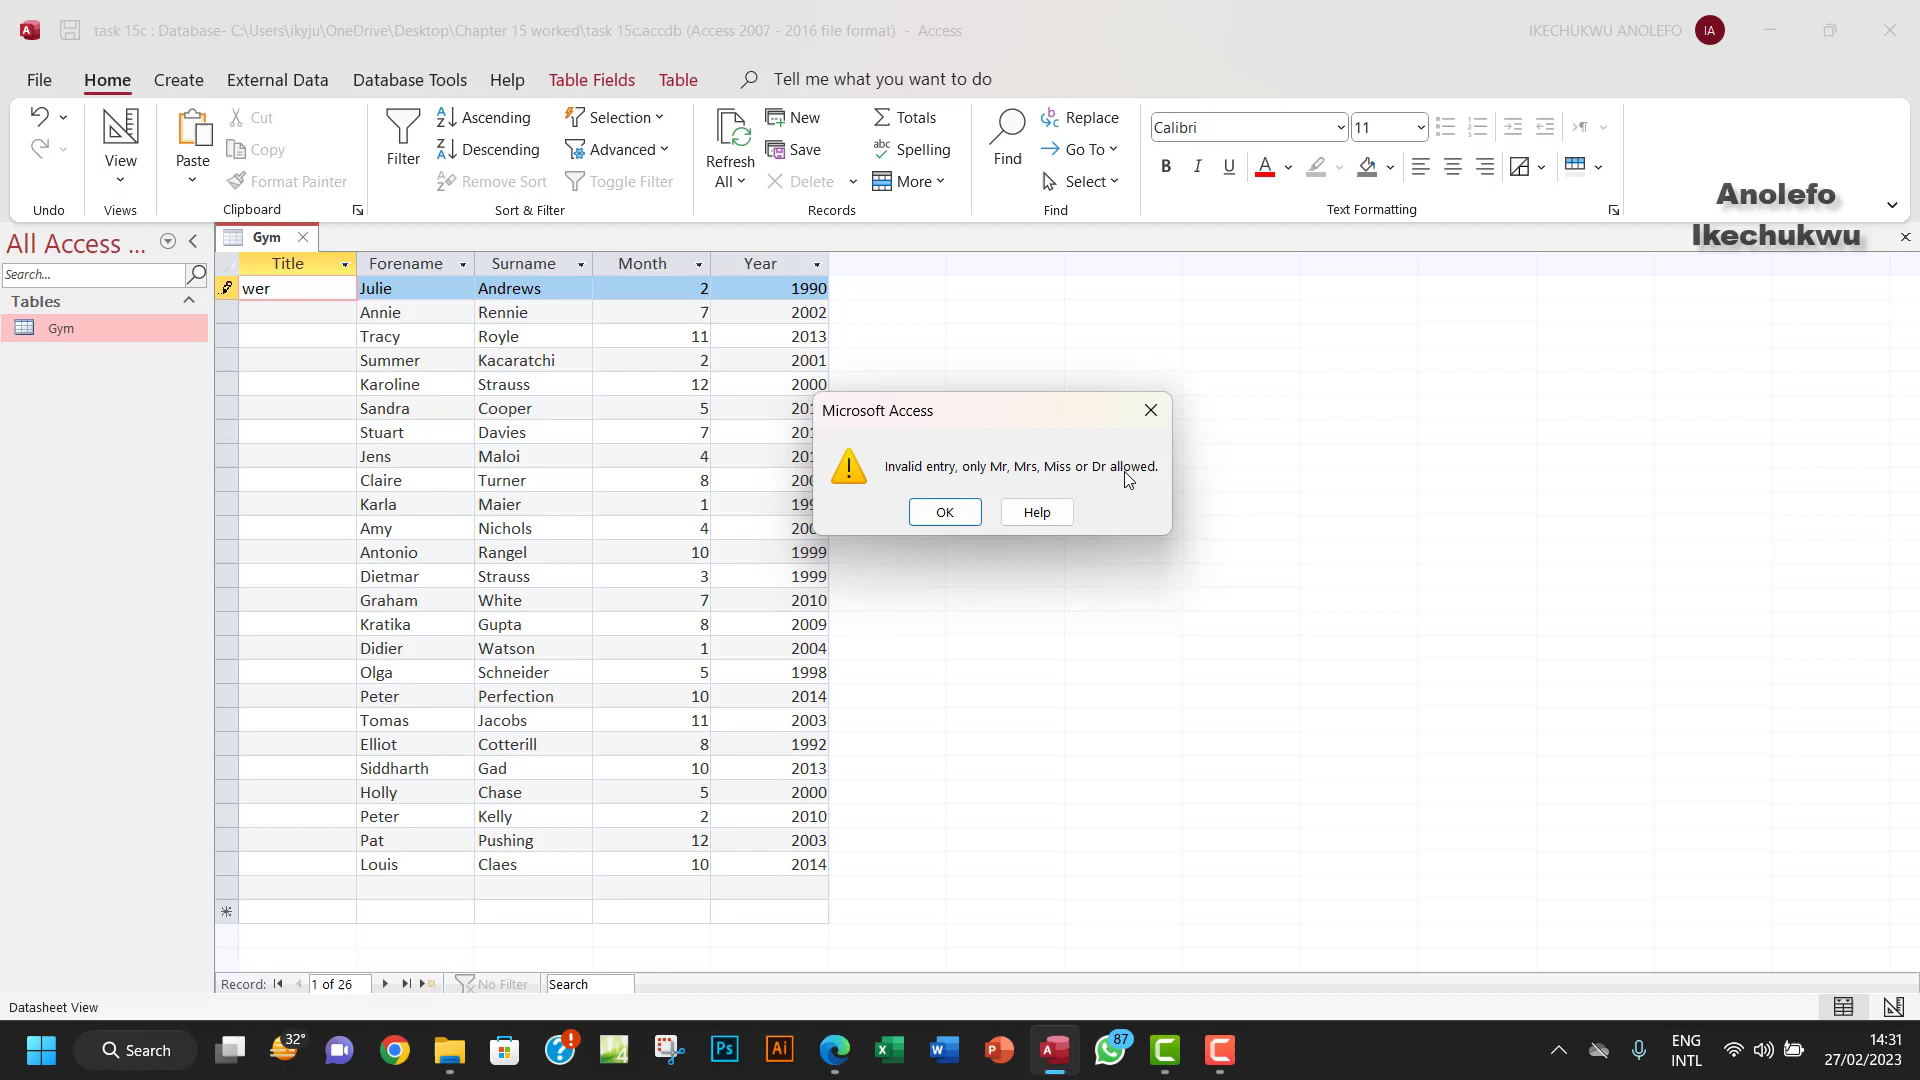 task 15c : Database- C:\Users\ikyju\OneDrive\Desktop\Chapter 15 worked\task 15c.accdb (Access 2007 - 2016 file format) - Access
IKECHUKWU ANOLEFO IA
File Home Create External Data Database Tools Help Table Fields Table Tell me what you want to do
Undo
View
Views
Paste
Cut
Copy
Format Painter
Clipboard
Filter
Ascending
Descending
Remove Sort
Selection
Advanced
Toggle Filter
Sort & Filter
Refresh
All
New
Save
Delete
Totals
Spelling
More
Records
Find
Replace
Go To
Select
Find
Calibri 11
B I U
Text Formatting
Anolefo
Ikechukwu
All Access ...
Search...
Tables
Gym
Gym
Title Forename Surname Month Year
wer Julie Andrews 2 1990
Annie Rennie 7 2002
Tracy Royle 11 2013
Summer Kacaratchi 2 2001
Karoline Strauss 12 2000
Sandra Cooper 5
Stuart Davies 7
Jens Maloi 4
Claire Turner 8
Karla Maier 1
Amy Nichols 4
Antonio Rangel 10 1999
Dietmar Strauss 3 1999
Graham White 7 2010
Kratika Gupta 8 2009
Didier Watson 1 2004
Olga Schneider 5 1998
Peter Perfection 10 2014
Tomas Jacobs 11 2003
Elliot Cotterill 8 1992
Siddharth Gad 10 2013
Holly Chase 5 2000
Peter Kelly 2 2010
Pat Pushing 12 2003
Louis Claes 10 2014
Microsoft Access
Invalid entry, only Mr, Mrs, Miss or Dr allowed.
OK Help
Record: 1 of 26 No Filter Search
Datasheet View
Search
32°
87
ENG
INTL
14:31
27/02/2023